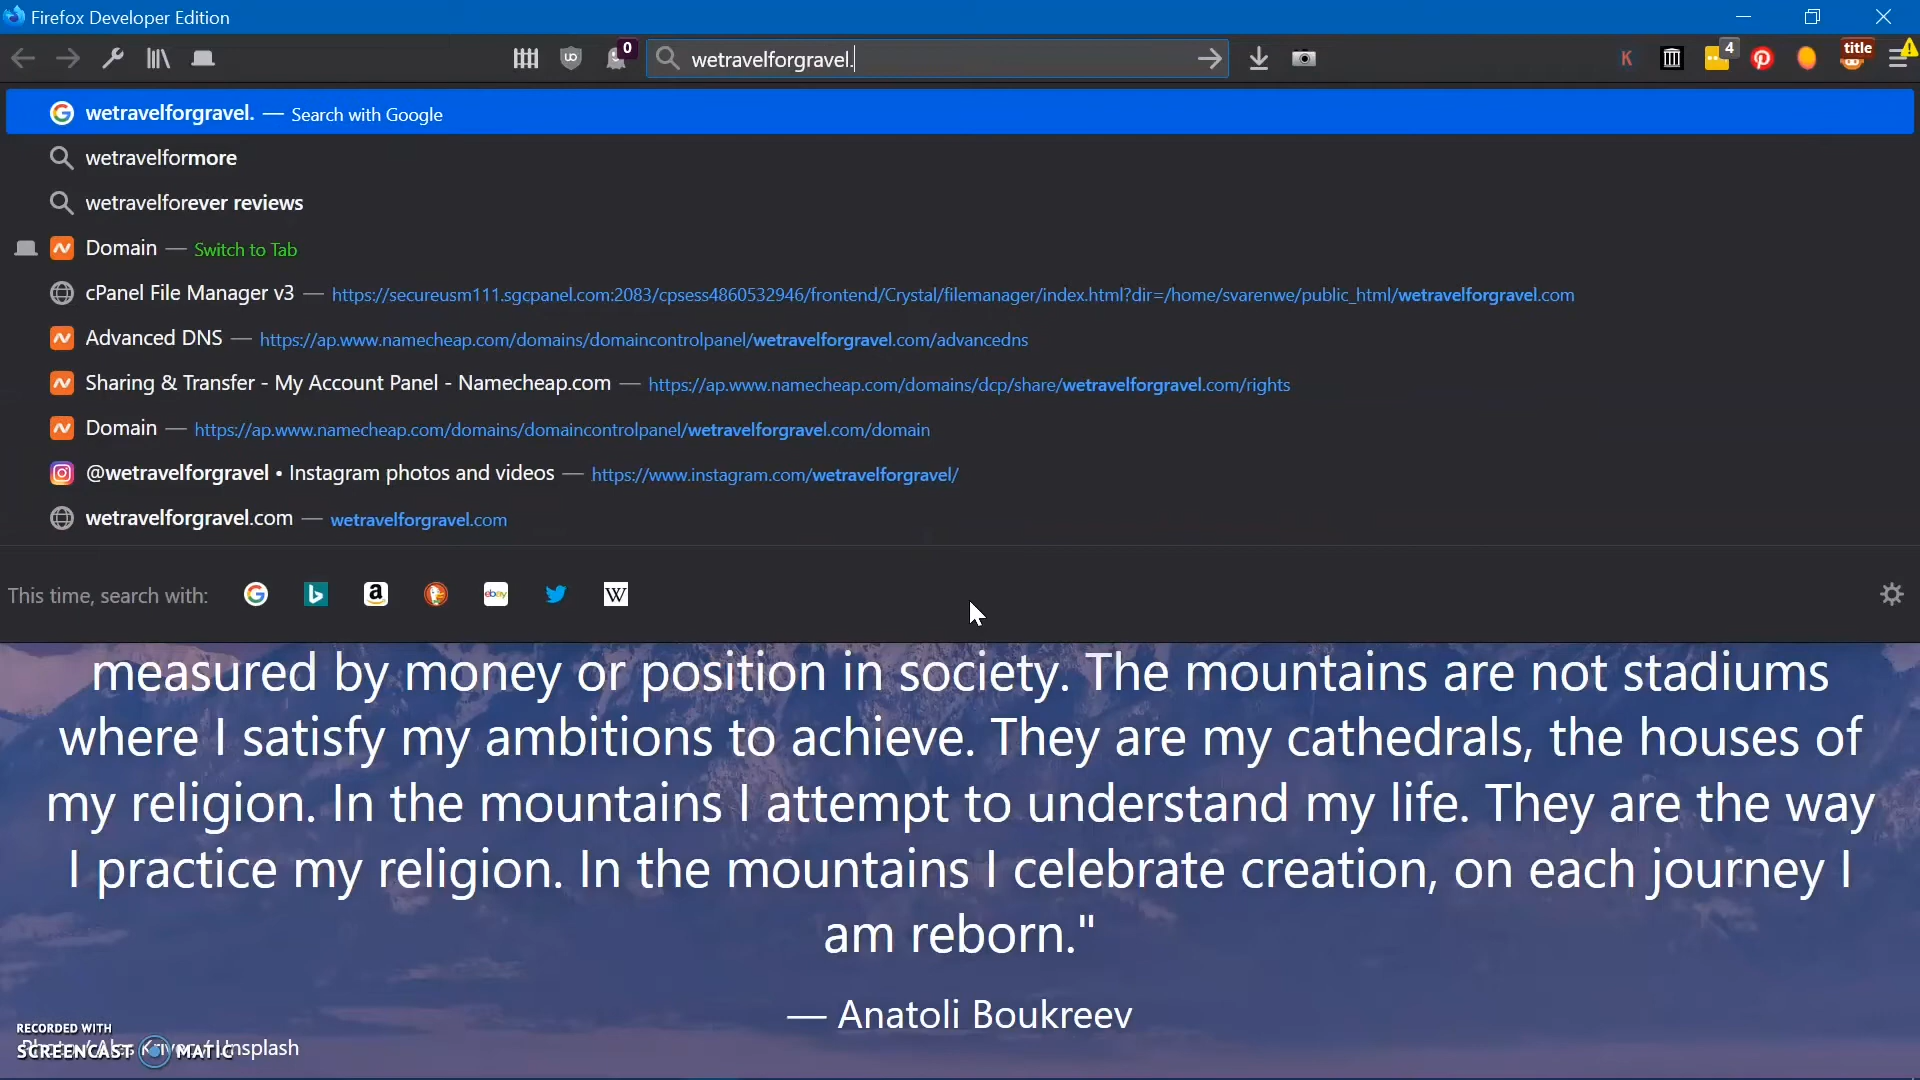 Firefox Developer Edition
0
wetravelforgravel.
K
4
title
wetravelforgravel. — Search with Google
wetravelformore
wetravelforever reviews
Domain — Switch to Tab
cPanel File Manager v3 — https://secureusm111.sgcpanel.com:2083/cpsess4860532946/frontend/Crystal/filemanager/index.html?dir=/home/svarenwe/public_html/wetravelforgravel.com
Advanced DNS — https://ap.www.namecheap.com/domains/domaincontrolpanel/wetravelforgravel.com/advancedns
Sharing & Transfer - My Account Panel - Namecheap.com — https://ap.www.namecheap.com/domains/dcp/share/wetravelforgravel.com/rights
Domain — https://ap.www.namecheap.com/domains/domaincontrolpanel/wetravelforgravel.com/domain
@wetravelforgravel • Instagram photos and videos — https://www.instagram.com/wetravelforgravel/
wetravelforgravel.com — wetravelforgravel.com
This time, search with:
measured by money or position in society. The mountains are not stadiums
where I satisfy my ambitions to achieve. They are my cathedrals, the houses of
my religion. In the mountains I attempt to understand my life. They are the way
I practice my religion. In the mountains I celebrate creation, on each journey I
am reborn."
— Anatoli Boukreev
RECORDED WITH
SCREENCAST MATIC
Unsplash